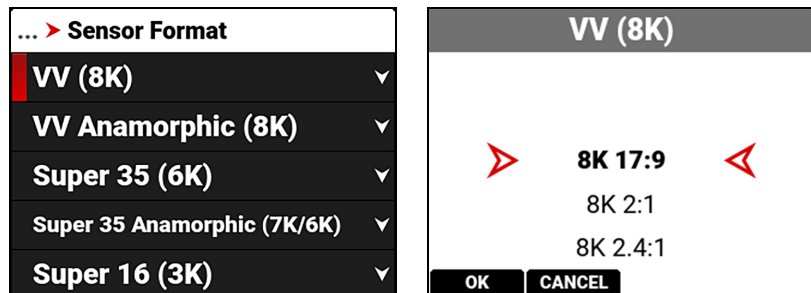 ... Sensor Format
VV (8K)
VV Anamorphic (8K)
Super 35 (6K)
Super 35 Anamorphic (7K/6K)
Super 16 (3K)
VV (8K)
8K 17:9
8K 2:1
8K 2.4:1
OK CANCEL